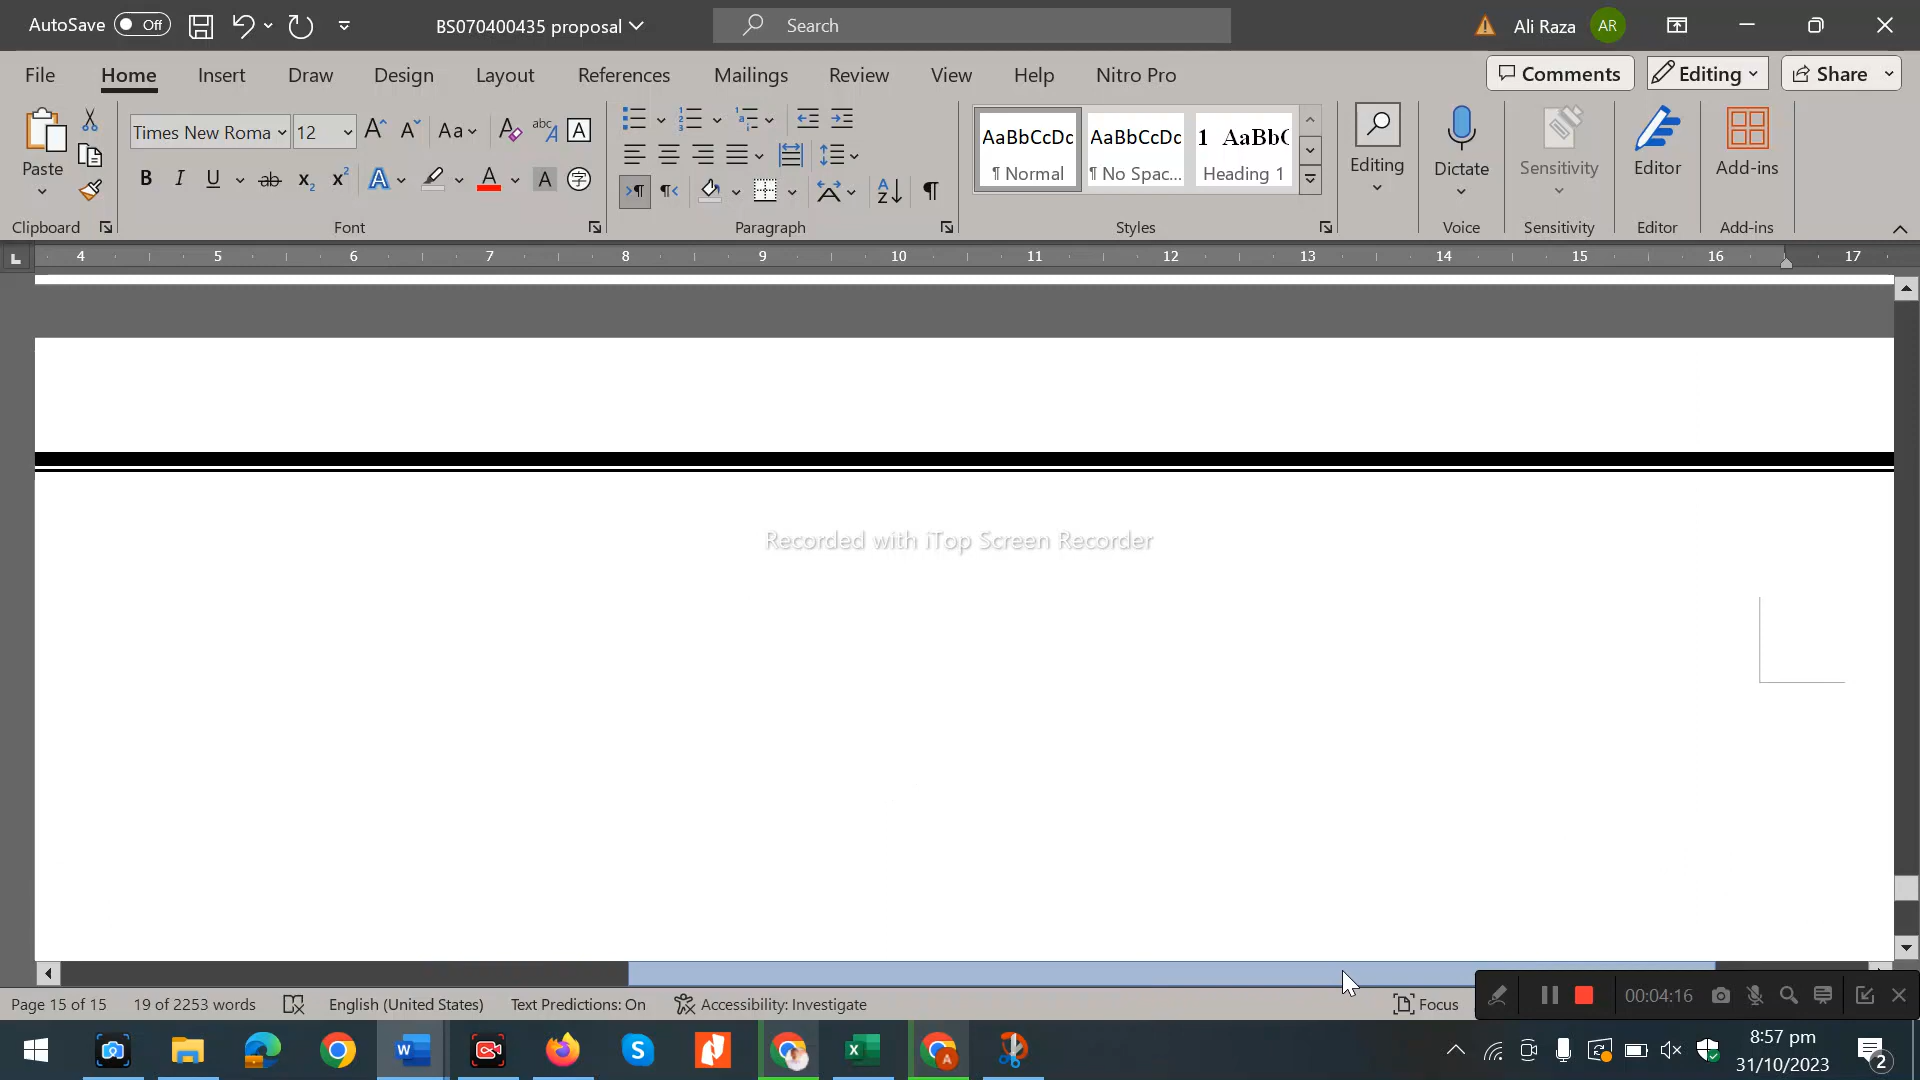 AutoSave Off
BS070400435 proposal
Search
Ali Raza AR
File Home Insert Draw Design Layout References Mailings Review View Help Nitro Pro
Comments Editing Share
Paste
Times New Roma 12
Aa
AaBbCcDc AaBbCcDc 1 AaBbC
¶ Normal ¶ No Spac... Heading 1
Editing Dictate Sensitivity Editor Add-ins
Clipboard Font Paragraph Styles Voice Sensitivity Editor Add-ins
4 5 6 7 8 9 10 11 12 13 14 15 16 17
Recorded with iTop Screen Recorder
Page 15 of 15 19 of 2253 words English (United States) Text Predictions: On Accessibility: Investigate Focus
00:04:16
8:57 pm
31/10/2023
2